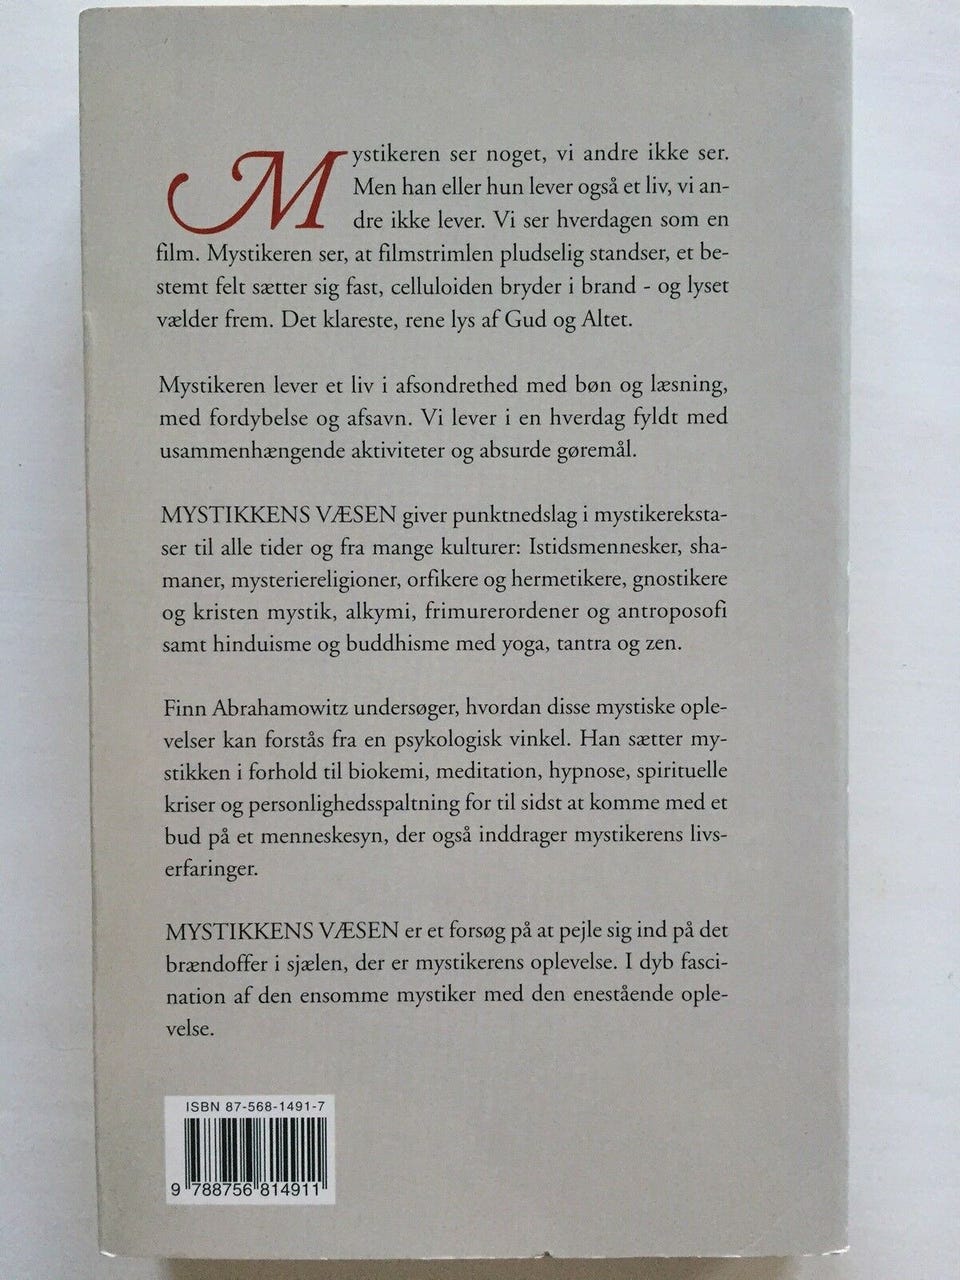 Mystikeren ser noget, vi andre ikke ser.
Men han eller hun lever også et liv, vi an-
dre ikke lever. Vi ser hverdagen som en
film. Mystikeren ser, at filmstrimlen pludselig standser, et be-
stemt felt sætter sig fast, celluloiden bryder i brand - og lyset
vælder frem. Det klareste, rene lys af Gud og Altet.
Mystikeren lever et liv i afsondrethed med bøn og læsning,
med fordybelse og afsavn. Vi lever i en hverdag fyldt med
usammenhængende aktiviteter og absurde gøremål.
MYSTIKKENS VÆSEN giver punktnedslag i mystikereksta-
ser til alle tider og fra mange kulturer: Istidsmennesker, sha-
maner, mysteriereligioner, orfikere og hermetikere, gnostikere
og kristen mystik, alkymi, frimurerordener og antroposofi
samt hinduisme og buddhisme med yoga, tantra og zen.
Finn Abrahamowitz undersøger, hvordan disse mystiske ople-
velser kan forstås fra en psykologisk vinkel. Han sætter my-
stikken i forhold til biokemi, meditation, hypnose, spirituelle
kriser og personlighedsspaltning for til sidst at komme med et
bud på et menneskesyn, der også inddrager mystikerens livs-
erfaringer.
MYSTIKKENS VÆSEN er et forsøg på at pejle sig ind på det
brændoffer i sjælen, der er mystikerens oplevelse. I dyb fasci-
nation af den ensomme mystiker med den enestående ople-
velse.
ISBN 87-568-1491-7
9 788756 814911